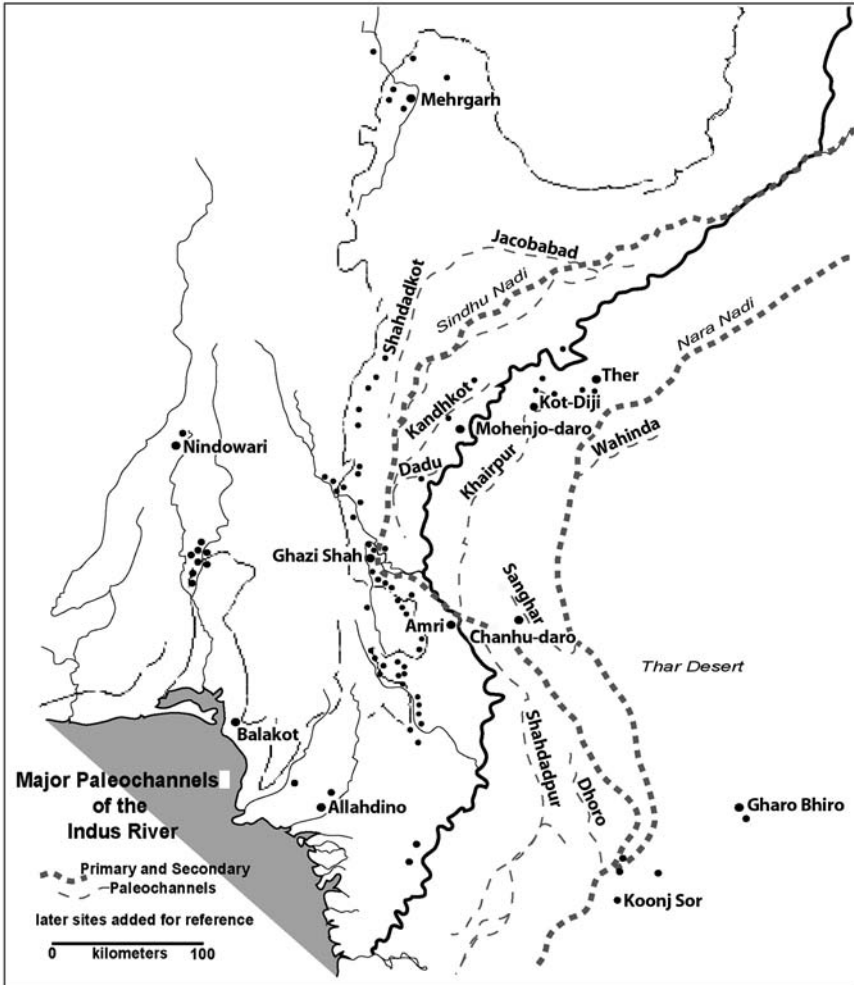 Mehrgarh
Jacobabad
Sindhu Nadi
Shahdadkot
Nara Nadi
Ther
Kandhkot
Kot-Diji
Mohenjo-daro
Wahinda
Nindowari
Dadu
Khairpur
Ghazi Shah
Sanghar
Amri
Chanhu-daro
Thar Desert
Balakot
Shahdadpur
Dhoro
Major Paleochannels
of the
Indus River
Allahdino
Gharo Bhiro
Primary and Secondary
Paleochannels
Koonj Sor
later sites added for reference
0 kilometers 100